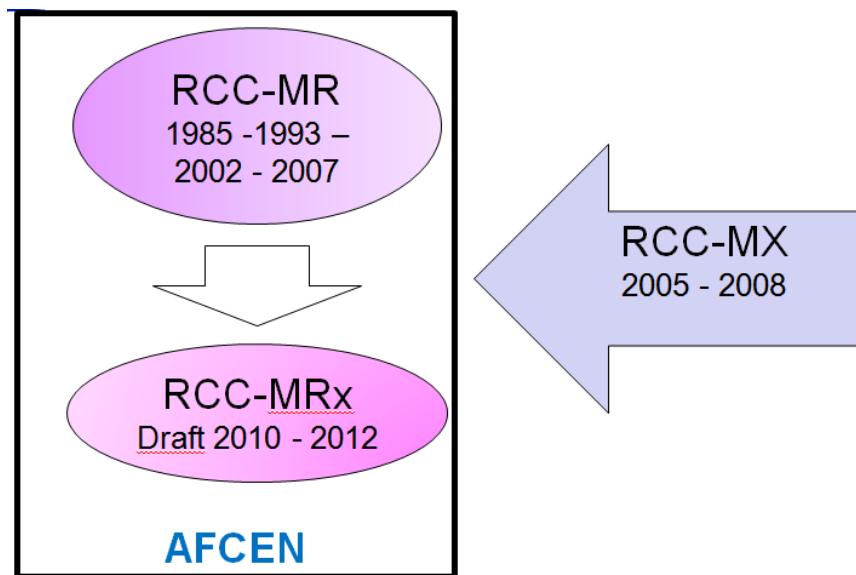 RCC-MR
1985 -1993 –
2002 - 2007
RCC-MX
2005 - 2008
RCC-MRx
Draft 2010 - 2012
AFCEN